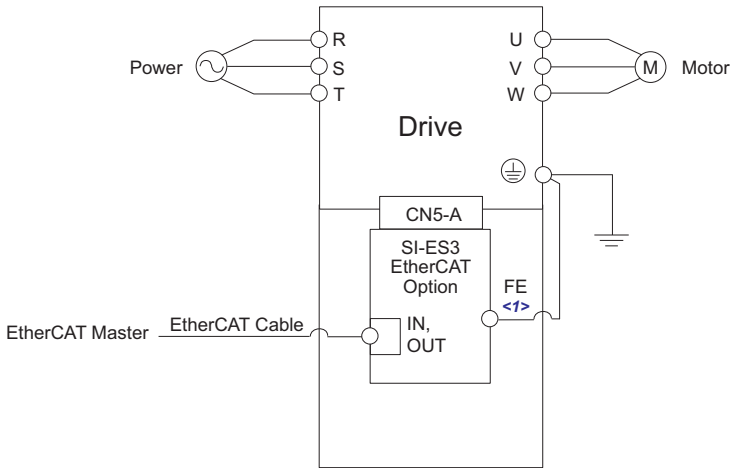 R
U
Power
S
V
M
Motor
T
W
Drive
CN5-A
SI-ES3
EtherCAT
Option
FE
<1>
EtherCAT Master
EtherCAT Cable
IN,
OUT